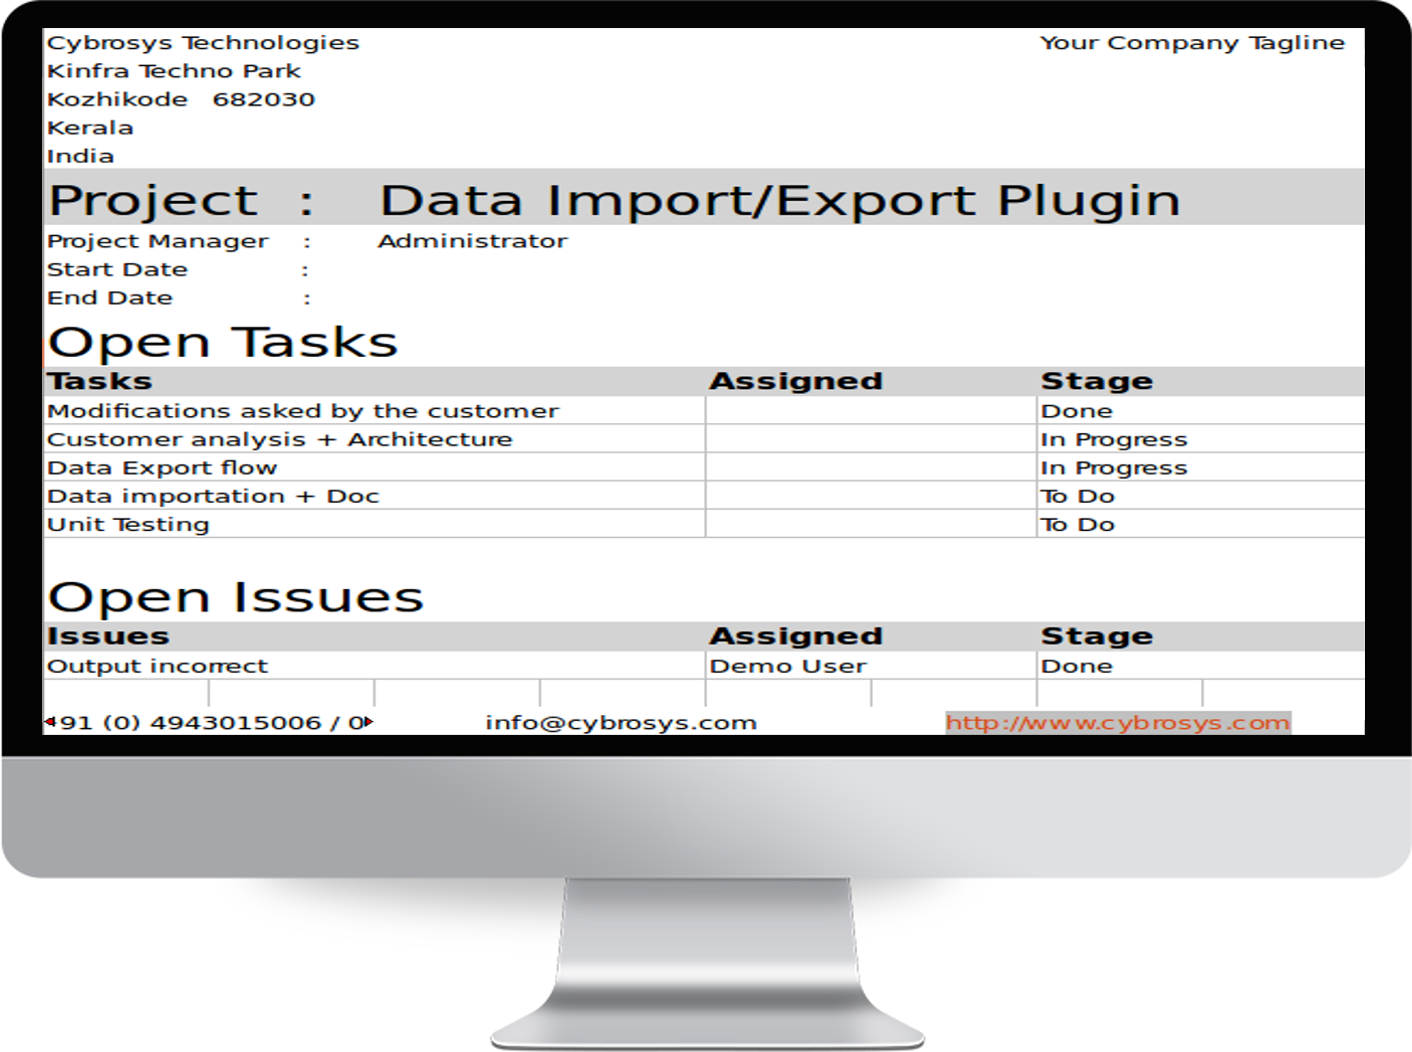 Cybrosys Technologies Your Company Tagline
Kinfra Techno Park
Kozhikode 682030
Kerala
India
Project : Data Import/Export Plugin
Project Manager : Administrator
Start Date :
End Date :
Open Tasks
Tasks Assigned Stage
Modifications asked by the customer Done
Customer analysis + Architecture In Progress
Data Export flow In Progress
Data importation + Doc To Do
Unit Testing To Do
Open Issues
Issues Assigned Stage
Output incorrect Demo User Done
91 (0) 4943015006 / 0 info@cybrosys.com http://www.cybrosys.com